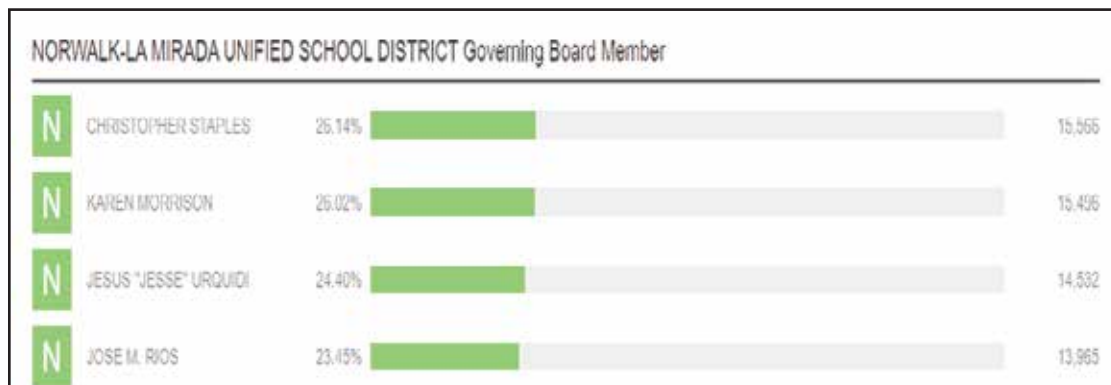 NORWALK-LA MIRADA UNIFIED SCHOOL DISTRICT Governing Board Member
N CHRISTOPHER STAPLES 26.14% 15,566
N KAREN MORRISON 26.02% 15,496
N JESUS "JESSE" URQUIDI 24.40% 14,532
N JOSE M. RIOS 23.45% 13,965